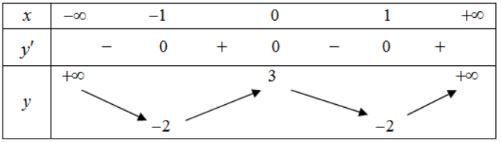 x −∞ −1 0 1 +∞
y′ − 0 + 0 − 0 +
+∞ 3 +∞
y
−2 −2